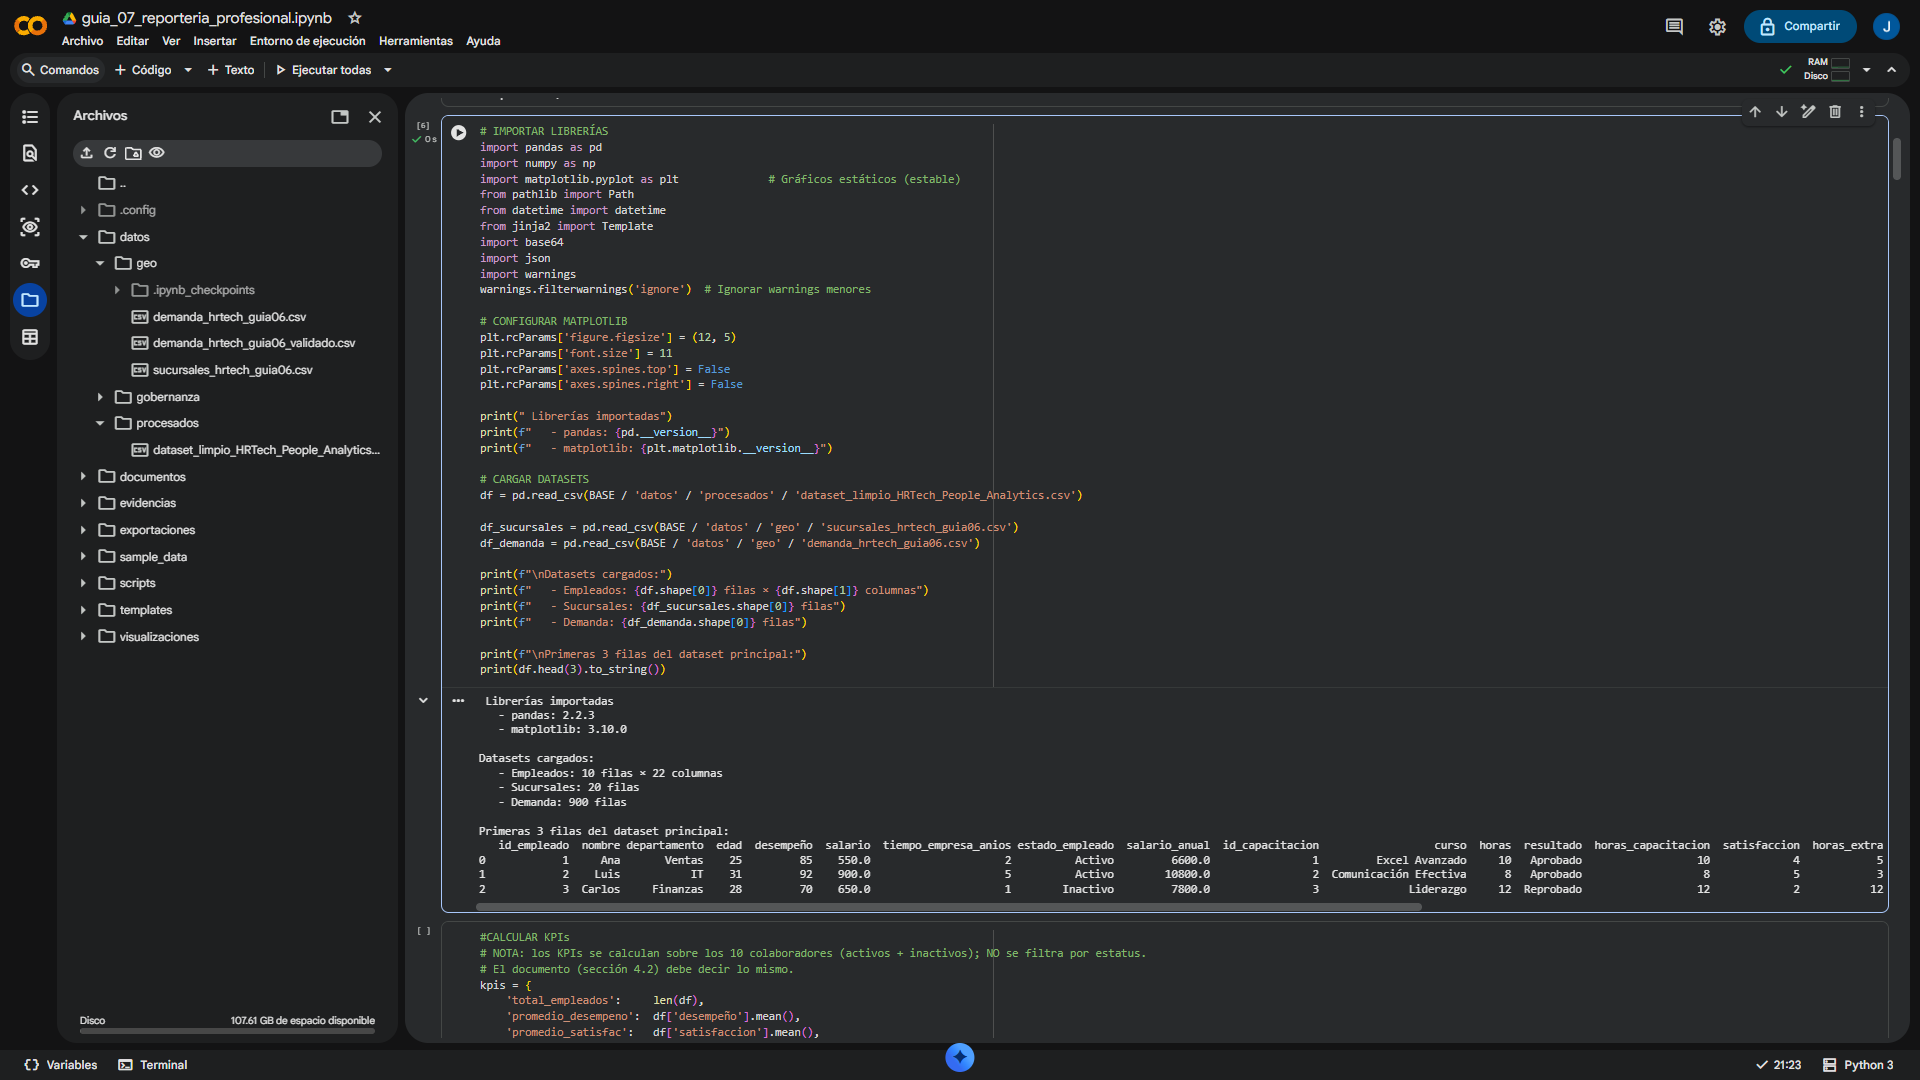 guia_07_reporteria_profesional.ipynb
Archivo Editar Ver Insertar Entorno de ejecución Herramientas Ayuda
Compartir
J
Comandos + Código + Texto Ejecutar todas
RAM
Disco
Archivos
..
.config
datos
geo
.ipynb_checkpoints
demanda_hrtech_guia06.csv
demanda_hrtech_guia06_validado.csv
sucursales_hrtech_guia06.csv
gobernanza
procesados
dataset_limpio_HRTech_People_Analytics...
documentos
evidencias
exportaciones
sample_data
scripts
templates
visualizaciones
Disco 107.61 GB de espacio disponible
[6]
0 s
# IMPORTAR LIBRERÍAS
import pandas as pd
import numpy as np
import matplotlib.pyplot as plt # Gráficos estáticos (estable)
from pathlib import Path
from datetime import datetime
from jinja2 import Template
import base64
import json
import warnings
warnings.filterwarnings('ignore') # Ignorar warnings menores
# CONFIGURAR MATPLOTLIB
plt.rcParams['figure.figsize'] = (12, 5)
plt.rcParams['font.size'] = 11
plt.rcParams['axes.spines.top'] = False
plt.rcParams['axes.spines.right'] = False
print(" Librerías importadas")
print(f"   - pandas: {pd.__version__}")
print(f"   - matplotlib: {plt.matplotlib.__version__}")
# CARGAR DATASETS
df = pd.read_csv(BASE / 'datos' / 'procesados' / 'dataset_limpio_HRTech_People_Analytics.csv')
df_sucursales = pd.read_csv(BASE / 'datos' / 'geo' / 'sucursales_hrtech_guia06.csv')
df_demanda = pd.read_csv(BASE / 'datos' / 'geo' / 'demanda_hrtech_guia06.csv')
print(f"\nDatasets cargados:")
print(f"   - Empleados: {df.shape[0]} filas × {df.shape[1]} columnas")
print(f"   - Sucursales: {df_sucursales.shape[0]} filas")
print(f"   - Demanda: {df_demanda.shape[0]} filas")
print(f"\nPrimeras 3 filas del dataset principal:")
print(df.head(3).to_string())
Librerías importadas
- pandas: 2.2.3
- matplotlib: 3.10.0
Datasets cargados:
- Empleados: 10 filas × 22 columnas
- Sucursales: 20 filas
- Demanda: 900 filas
Primeras 3 filas del dataset principal:
id_empleado nombre departamento edad desempeño salario tiempo_empresa_anios estado_empleado salario_anual id_capacitacion curso horas resultado horas_capacitacion satisfaccion horas_extra
0 1 Ana Ventas 25 85 550.0 2 Activo 6600.0 1 Excel Avanzado 10 Aprobado 10 4 5
1 2 Luis IT 31 92 900.0 5 Activo 10800.0 2 Comunicación Efectiva 8 Aprobado 8 5 3
2 3 Carlos Finanzas 28 70 650.0 1 Inactivo 7800.0 3 Liderazgo 12 Reprobado 12 2 12
[ ]
#CALCULAR KPIs
# NOTA: los KPIs se calculan sobre los 10 colaboradores (activos + inactivos); NO se filtra por estatus.
# El documento (sección 4.2) debe decir lo mismo.
kpis = {
'total_empleados': len(df),
'promedio_desempeno': df['desempeño'].mean(),
'promedio_satisfac': df['satisfaccion'].mean(),
Variables Terminal
21:23 Python 3